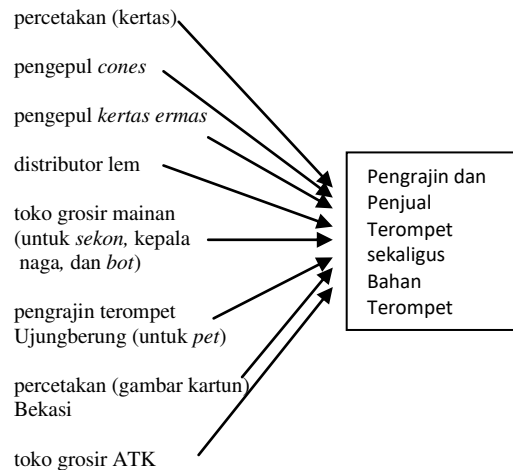 percetakan (kertas)
pengepul cones
pengepul kertas ermas
distributor lem
toko grosir mainan
(untuk sekon, kepala
naga, dan bot)
pengrajin terompet
Ujungberung (untuk pet)
percetakan (gambar kartun)
Bekasi
toko grosir ATK
Pengrajin dan
Penjual
Terompet
sekaligus
Bahan
Terompet